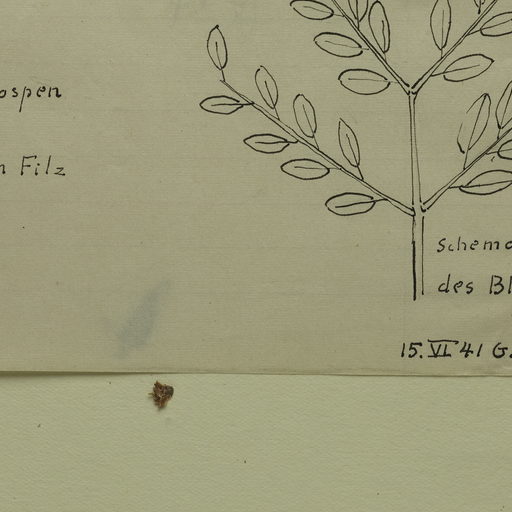 ospen
n Filz
Schema
des Bl
15. VI 41 G.